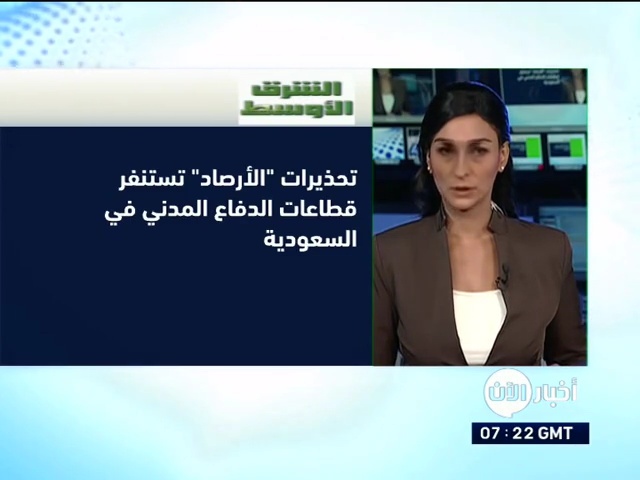 الشرق
الأوسط
تحذيرات "الأرصاد" تستنفر
قطاعات الدفاع المدني في
السعودية
أخبار الآن
07:22 GMT